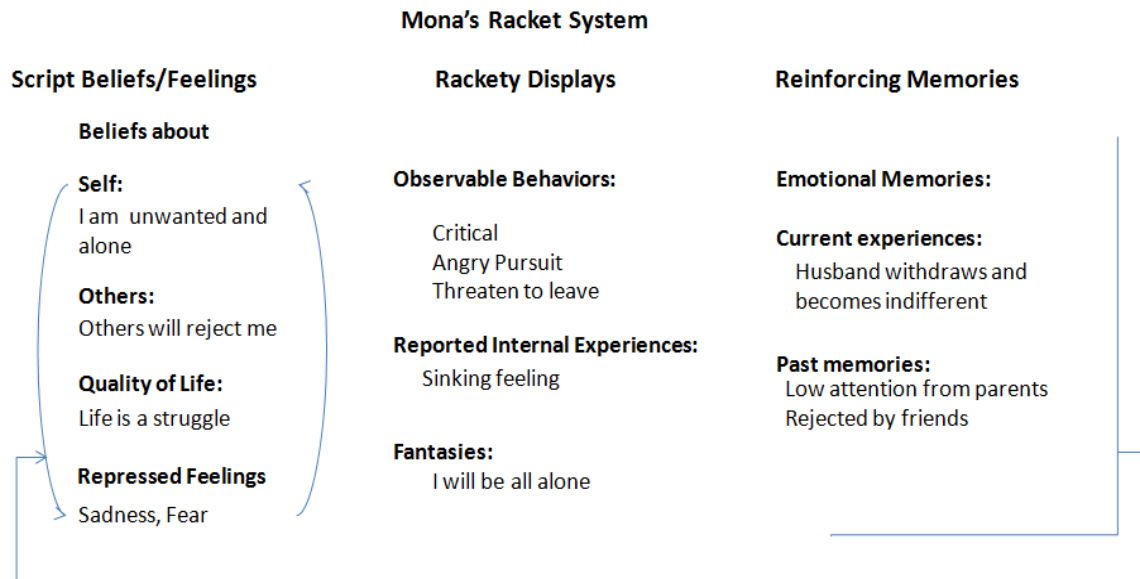 Mona’s Racket System
Script Beliefs/Feelings
Beliefs about
Self:
I am unwanted and
alone
Others:
Others will reject me
Quality of Life:
Life is a struggle
Repressed Feelings
Sadness, Fear
Rackety Displays
Observable Behaviors:
Critical
Angry Pursuit
Threaten to leave
Reported Internal Experiences:
Sinking feeling
Fantasies:
I will be all alone
Reinforcing Memories
Emotional Memories:
Current experiences:
Husband withdraws and
becomes indifferent
Past memories:
Low attention from parents
Rejected by friends